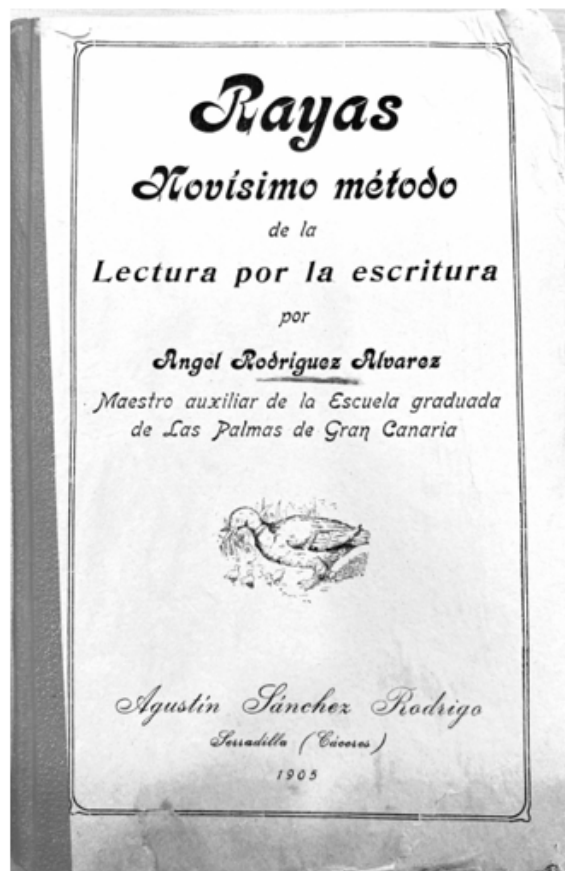 Rayas
Novísimo método
de la
Lectura por la escritura
por
Angel Rodríguez Alvarez
Maestro auxiliar de la Escuela graduada
de Las Palmas de Gran Canaria
Agustín Sánchez Rodrigo
Serradilla (Cáceres)
1905